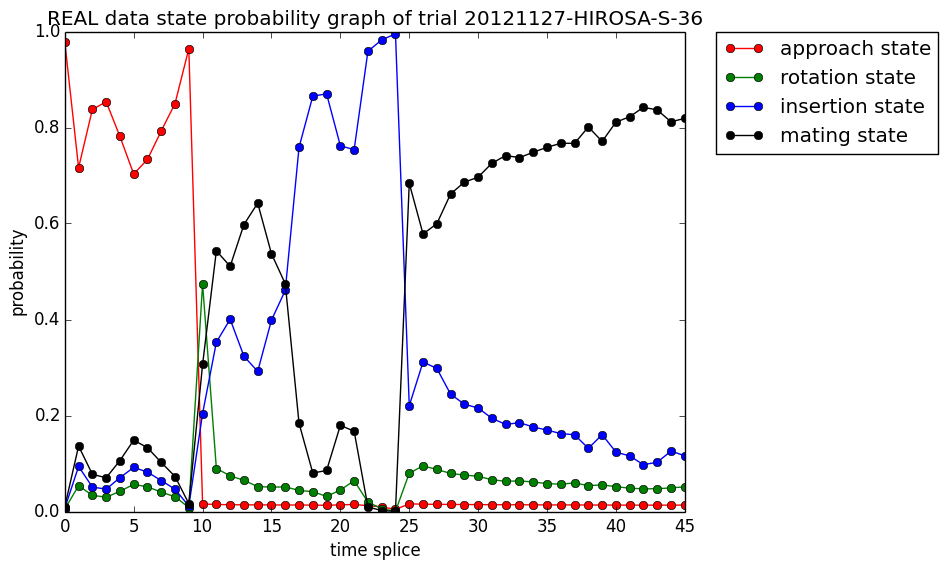 REAL data state probability graph of trial 20121127-HIROSA-S-36
1.0
0.8
0.6
0.4
0.2
0.0
probability
0 5 10 15 20 25 30 35 40 45
time splice
approach state
rotation state
insertion state
mating state